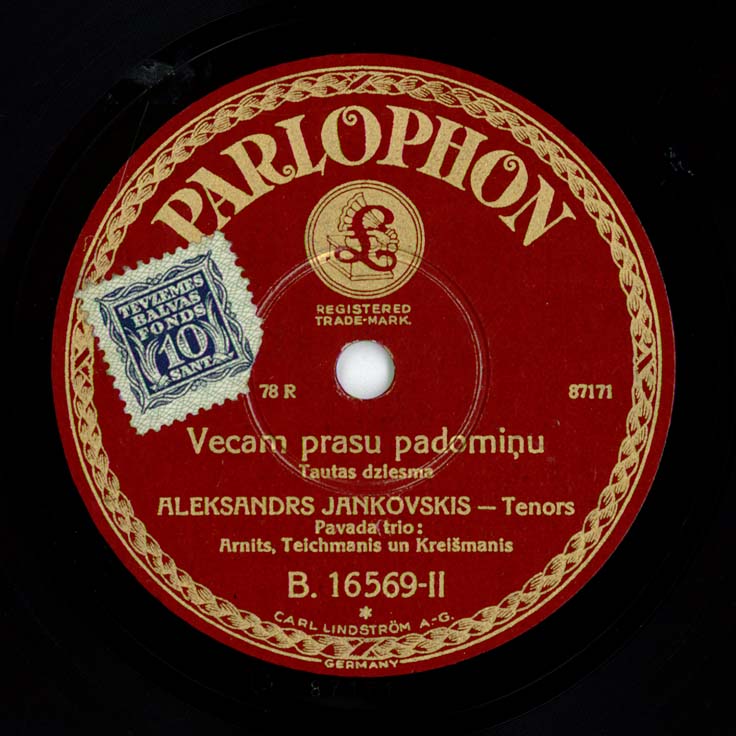 PARLOPHON
£
REGISTERED
TRADE-MARK.
TEVZEMES
BALVAS
FONDS
10
SANT.
78 R
87171
Vecam prasu padomiņu
Tautas dziesma
ALEKSANDRS JANKOVSKIS — Tenors
Pavada trio:
Arnits, Teichmanis un Kreišmanis
B. 16569-II
*
CARL LINDSTRÖM A.-G.
GERMANY